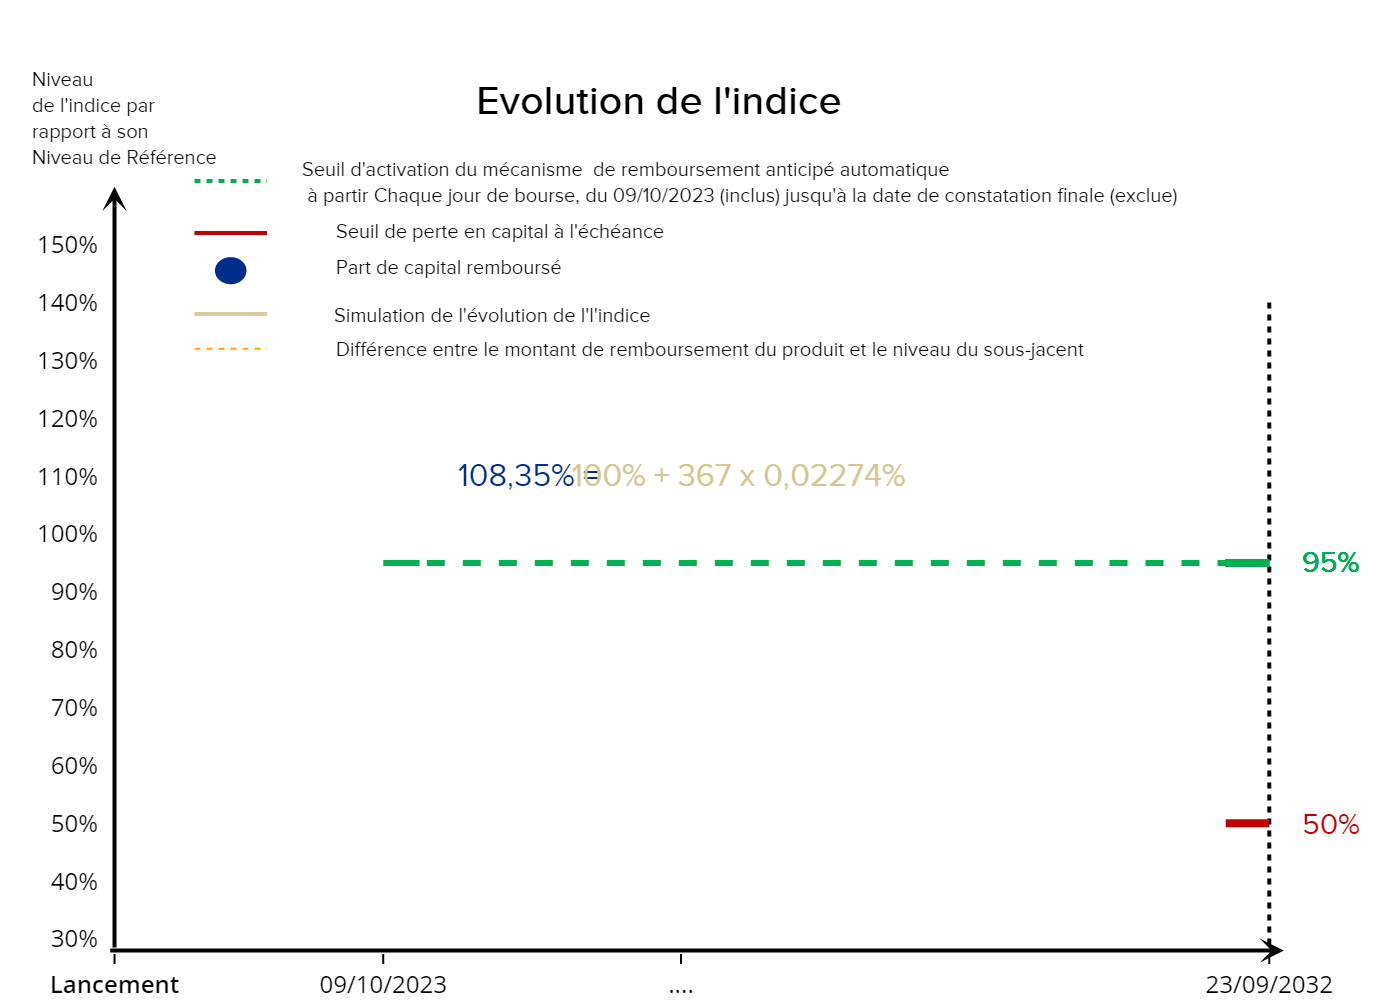 Niveau
de l'indice par
rapport à son
Niveau de Référence
Evolution de l'indice
Seuil d'activation du mécanisme  de remboursement anticipé automatique
à partir Chaque jour de bourse, du 09/10/2023 (inclus) jusqu'à la date de constatation finale (exclue)
Seuil de perte en capital à l'échéance
Part de capital remboursé
Simulation de l'évolution de l'l'indice
Différence entre le montant de remboursement du produit et le niveau du sous-jacent
150%
140%
130%
120%
110%
108,35% = 100% + 367 x 0,02274%
100%
95%
90%
80%
70%
60%
50%
50%
40%
30%
Lancement
09/10/2023
....
23/09/2032